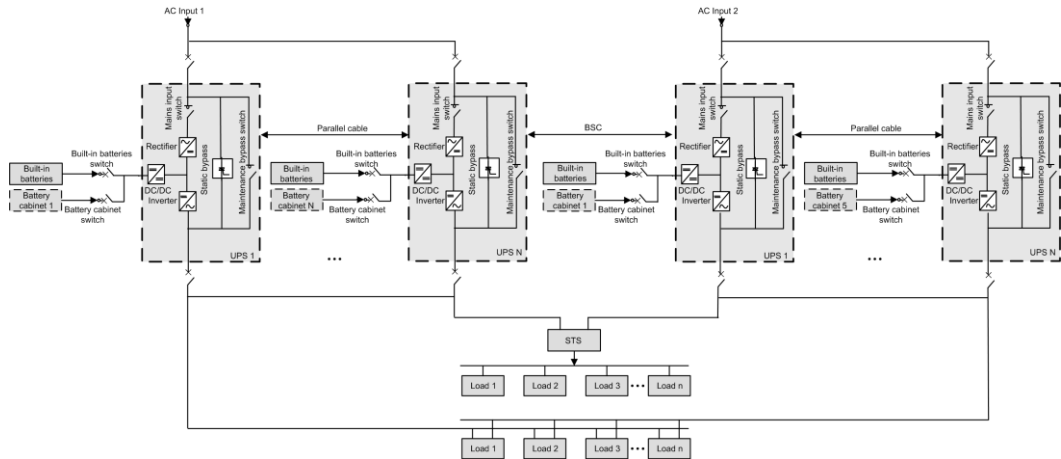 AC Input 1
AC Input 2
Mains input
switch
Rectifier
Static bypass
Maintenance bypass switch
Built-in batteries
switch
Built-in batteries
Battery
cabinet 1
Battery cabinet
switch
DC/DC
Inverter
UPS 1
Parallel cable
...
Mains input
switch
Rectifier
Static bypass
Maintenance bypass switch
Built-in batteries
switch
Built-in
batteries
Battery
cabinet N
Battery cabinet
switch
DC/DC
Inverter
UPS N
BSC
Mains input
switch
Rectifier
Static bypass
Maintenance bypass switch
Built-in batteries
switch
Built-in
batteries
Battery
cabinet 1
Battery cabinet
switch
DC/DC
Inverter
UPS 1
Parallel cable
...
Mains input
switch
Rectifier
Static bypass
Maintenance bypass switch
Built-in batteries
switch
Built-in
batteries
Battery
cabinet 5
Battery cabinet
switch
DC/DC
Inverter
UPS N
STS
Load 1 Load 2 Load 3 ... Load n
Load 1 Load 2 Load 3 ... Load n